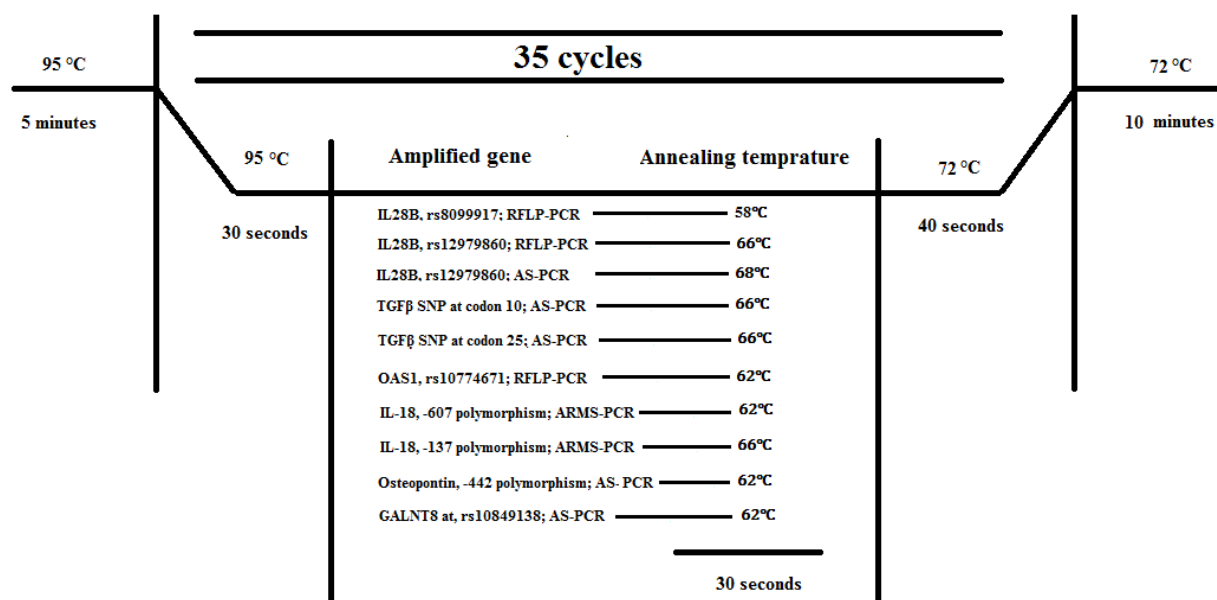 35 cycles
95 °C
5 minutes
72 °C
10 minutes
95 °C
30 seconds
Amplified gene Annealing temprature
72 °C
40 seconds
IL28B, rs8099917; RFLP-PCR 58℃
IL28B, rs12979860; RFLP-PCR 66℃
IL28B, rs12979860; AS-PCR 68℃
TGFβ SNP at codon 10; AS-PCR 66℃
TGFβ SNP at codon 25; AS-PCR 66℃
OAS1, rs10774671; RFLP-PCR 62℃
IL-18, -607 polymorphism; ARMS-PCR 62℃
IL-18, -137 polymorphism; ARMS-PCR 66℃
Osteopontin, -442 polymorphism; AS- PCR 62℃
GALNT8 at, rs10849138; AS-PCR 62℃
30 seconds